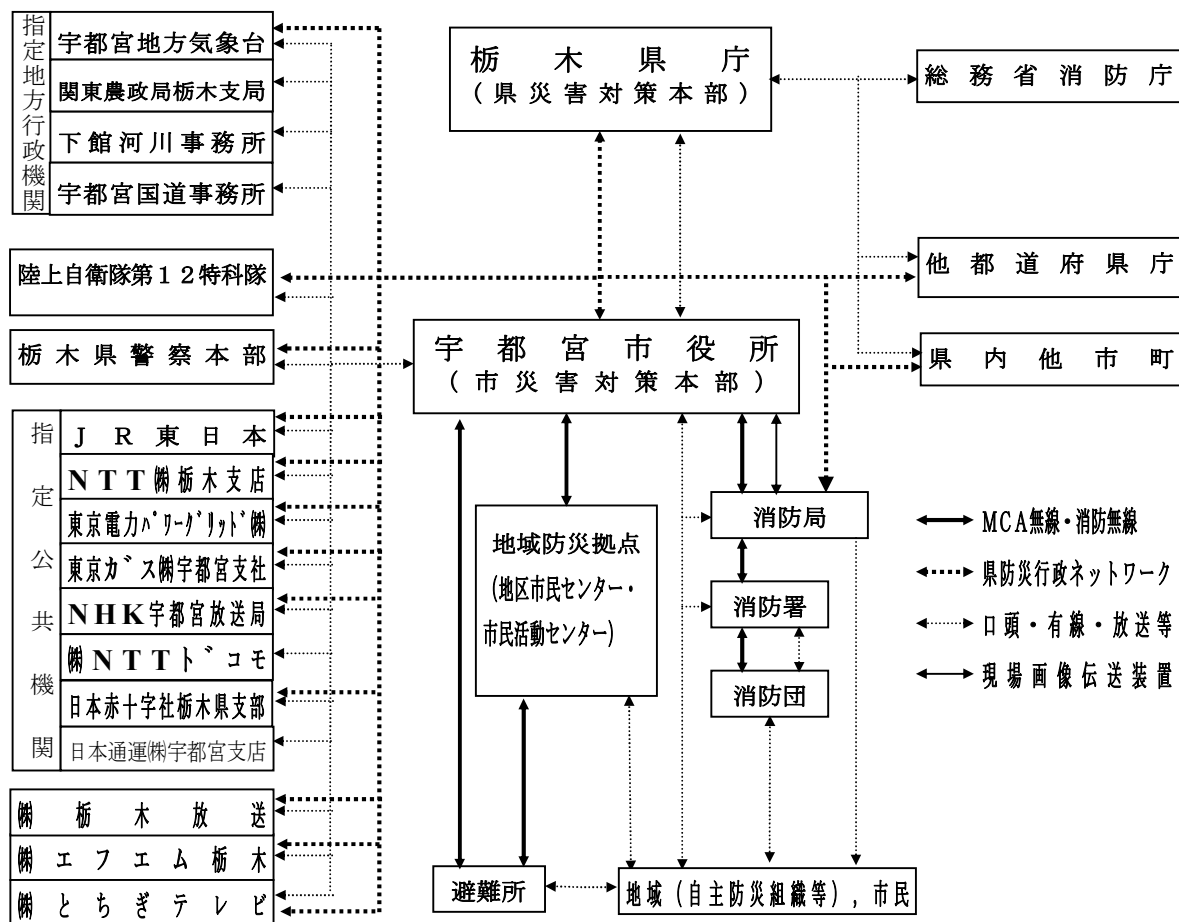 指定地方行政機関
宇都宮地方気象台
関東農政局栃木支局
下館河川事務所
宇都宮国道事務所
陸上自衛隊第１２特科隊
栃木県警察本部
指定公共機関
ＪＲ東日本
ＮＴＴ㈱栃木支店
東京電力ﾊﾟﾜｰｸﾞﾘｯﾄﾞ㈱
東京ガス㈱宇都宮支社
ＮＨＫ宇都宮放送局
㈱ＮＴＴドコモ
日本赤十字社栃木県支部
日本通運㈱宇都宮支店
㈱栃木放送
㈱エフエム栃木
㈱とちぎテレビ
栃木県庁
（県災害対策本部）
宇都宮市役所
（市災害対策本部）
地域防災拠点
(地区市民センター・
市民活動センター)
消防局
消防署
消防団
避難所
地域（自主防災組織等），市民
総務省消防庁
他都道府県庁
県内他市町
MCA無線・消防無線
県防災行政ネットワーク
口頭・有線・放送等
現場画像伝送装置